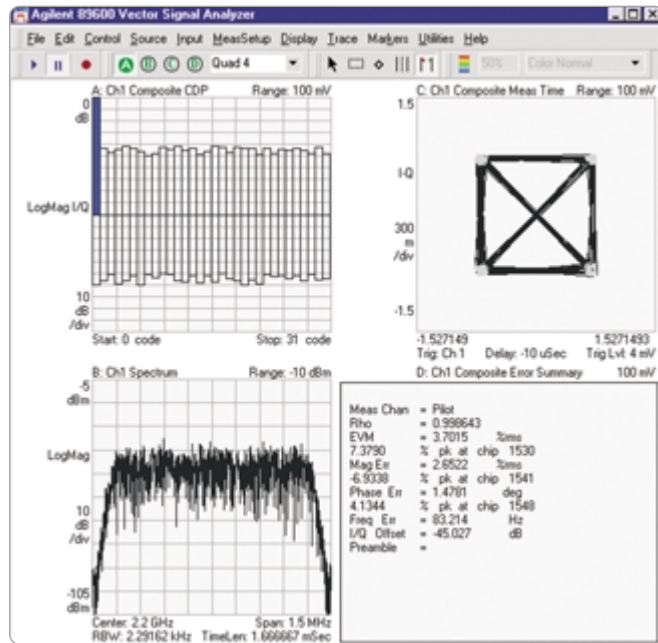 Agilent 89600 Vector Signal Analyzer
File Edit Control Source Input MeasSetup Display Trace Markers Utilities Help
A B C D Quad 4 50% Color Normal
A: Ch1 Composite CDP Range: 100 mV
0
dB
LogMag I/Q
10
dB
/div
Start: 0 code Stop: 31 code
C: Ch1 Composite Meas Time Range: 100 mV
1.5
I-Q
300
m
/div
-1.5
-1.527149 1.5271493
Trig: Ch 1 Delay: -10 uSec Trig Lvl: 4 mV
B: Ch1 Spectrum Range: -10 dBm
-5
dBm
LogMag
10
dB
/div
-105
dBm
Center: 2.2 GHz Span: 1.5 MHz
RBW: 2.29162 kHz TimeLen: 1.666667 mSec
D: Ch1 Composite Error Summary 100 mV
Meas Chan = Pilot
Rho = 0.998643
EVM = 3.7015 %rms
7.3790 % pk at chip 1530
Mag Err = 2.6522 %rms
-6.9338 % pk at chip 1541
Phase Err = 1.4781 deg
4.1344 % pk at chip 1548
Freq Err = 83.214 Hz
I/Q Offset = -45.027 dB
Preamble =